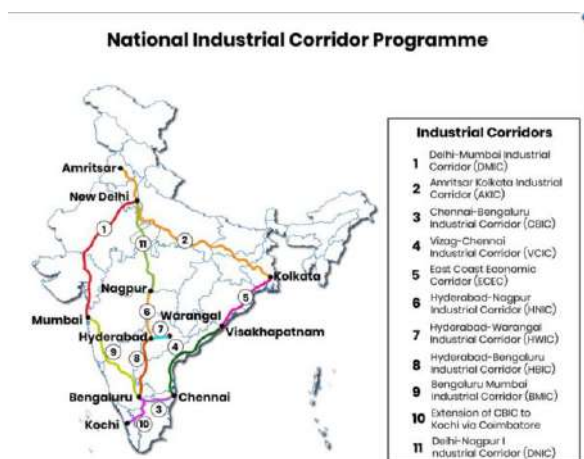 National Industrial Corridor Programme
Amritsar
New Delhi
1
11
2
Nagpur
Kolkata
6
5
Warangal
Mumbai
7
Hyderabad
4
Visakhapatnam
9
8
Bengaluru
Chennai
3
Kochi
10
Industrial Corridors
1 Delhi-Mumbai Industrial
Corridor (DMIC)
2 Amritsar Kolkata Industrial
Corridor (AKIC)
3 Chennai-Bengaluru
Industrial Corridor (CBIC)
4 Vizag-Chennai
Industrial Corridor (VCIC)
5 East Coast Economic
Corridor (ECEC)
6 Hyderabad-Nagpur
Industrial Corridor (HNIC)
7 Hyderabad-Warangal
Industrial Corridor (HWIC)
8 Hyderabad-Bengaluru
Industrial Corridor (HBIC)
9 Bengaluru Mumbai
Industrial Corridor (BMIC)
10 Extension of CBIC to
Kochi via Coimbatore
11 Delhi-Nagpur I
ndustrial Corridor (DNIC)